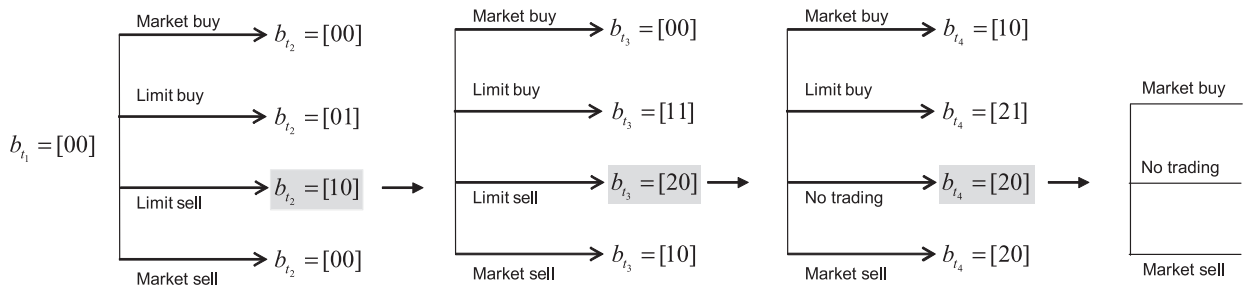 b_{t_1} = [00]
Market buy
b_{t_2} = [00]
Limit buy
b_{t_2} = [01]
Limit sell
b_{t_2} = [10]
Market sell
b_{t_2} = [00]
Market buy
b_{t_3} = [00]
Limit buy
b_{t_3} = [11]
Limit sell
b_{t_3} = [20]
Market sell
b_{t_3} = [10]
Market buy
b_{t_4} = [10]
Limit buy
b_{t_4} = [21]
No trading
b_{t_4} = [20]
Market sell
b_{t_4} = [20]
Market buy
No trading
Market sell